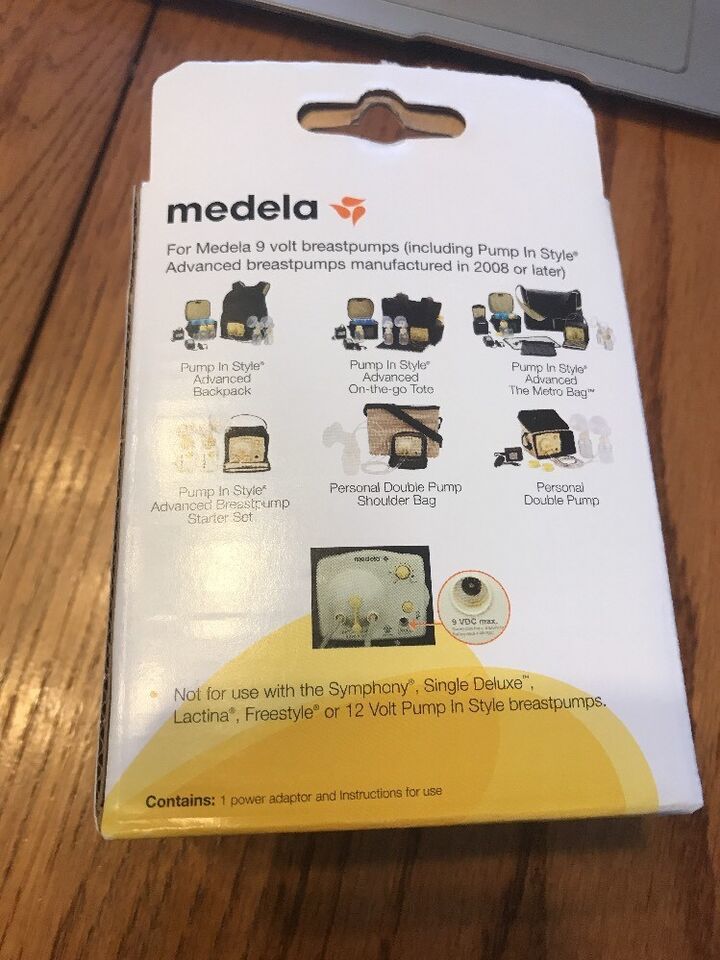 medela
For Medela 9 volt breastpumps (including Pump In Style®
Advanced breastpumps manufactured in 2008 or later)
Pump In Style®
Advanced
Backpack
Pump In Style®
Advanced
On-the-go Tote
Pump In Style®
Advanced
The Metro Bag™
Pump In Style®
Advanced Breastpump
Starter Set
Personal Double Pump
Shoulder Bag
Personal
Double Pump
medela
9 VDC max.
Not for use with the Symphony®, Single Deluxe™,
Lactina®, Freestyle® or 12 Volt Pump In Style breastpumps.
Contains: 1 power adaptor and Instructions for use